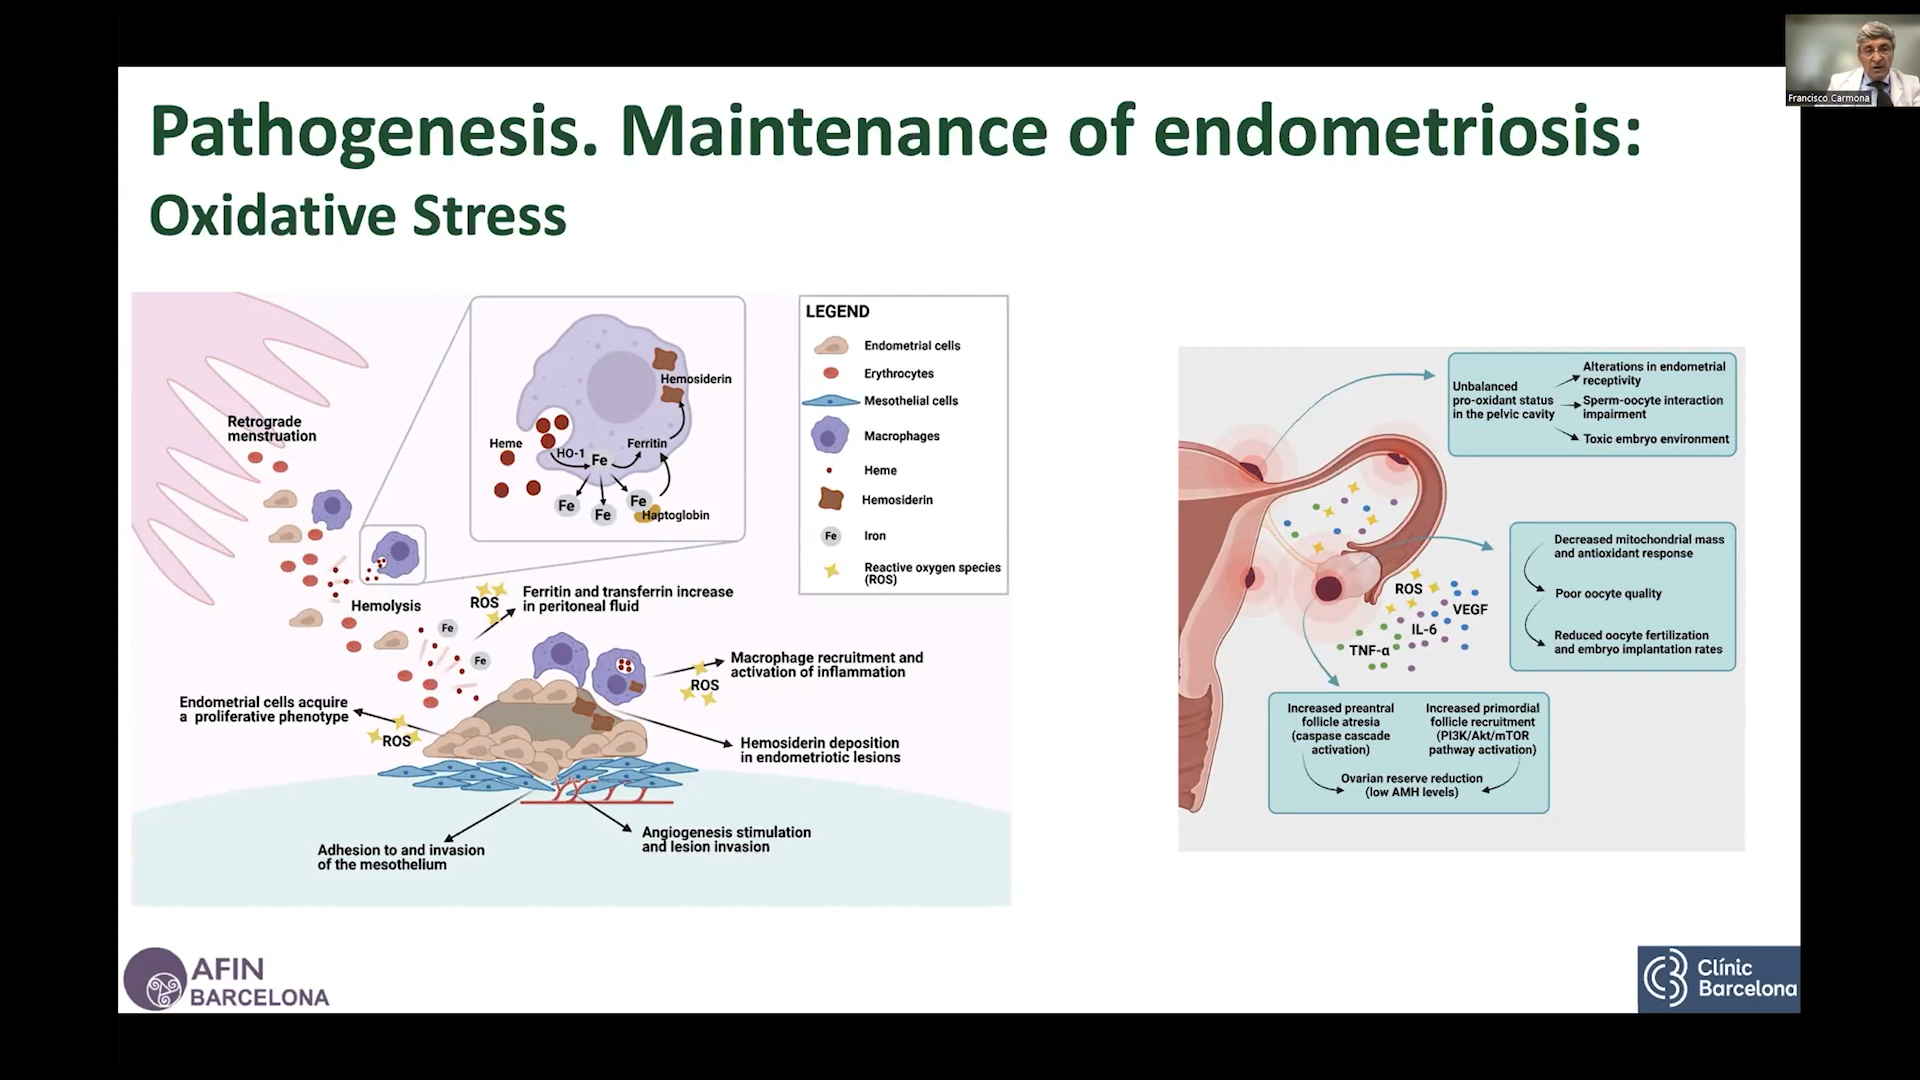 Francisco Carmona
Pathogenesis. Maintenance of endometriosis:
Oxidative Stress
Retrograde
menstruation
Hemolysis
Heme
HO-1
Fe
Ferritin
Hemosiderin
Fe
Fe
Fe
Haptoglobin
LEGEND
Endometrial cells
Erythrocytes
Mesothelial cells
Macrophages
Heme
Hemosiderin
Fe
Iron
Reactive oxygen species
(ROS)
Fe
Fe
ROS
Ferritin and transferrin increase
in peritoneal fluid
Macrophage recruitment and
activation of inflammation
ROS
Endometrial cells acquire
a proliferative phenotype
ROS
Hemosiderin deposition
in endometriotic lesions
Adhesion to and invasion
of the mesothelium
Angiogenesis stimulation
and lesion invasion
Unbalanced
pro-oxidant status
in the pelvic cavity
Alterations in endometrial
receptivity
Sperm-oocyte interaction
impairment
Toxic embryo environment
ROS
VEGF
IL-6
TNF-α
Decreased mitochondrial mass
and antioxidant response
Poor oocyte quality
Reduced oocyte fertilization
and embryo implantation rates
Increased preantral
follicle atresia
(caspase cascade
activation)
Increased primordial
follicle recruitment
(PI3K/Akt/mTOR
pathway activation)
Ovarian reserve reduction
(low AMH levels)
AFIN
BARCELONA
Clínic
Barcelona